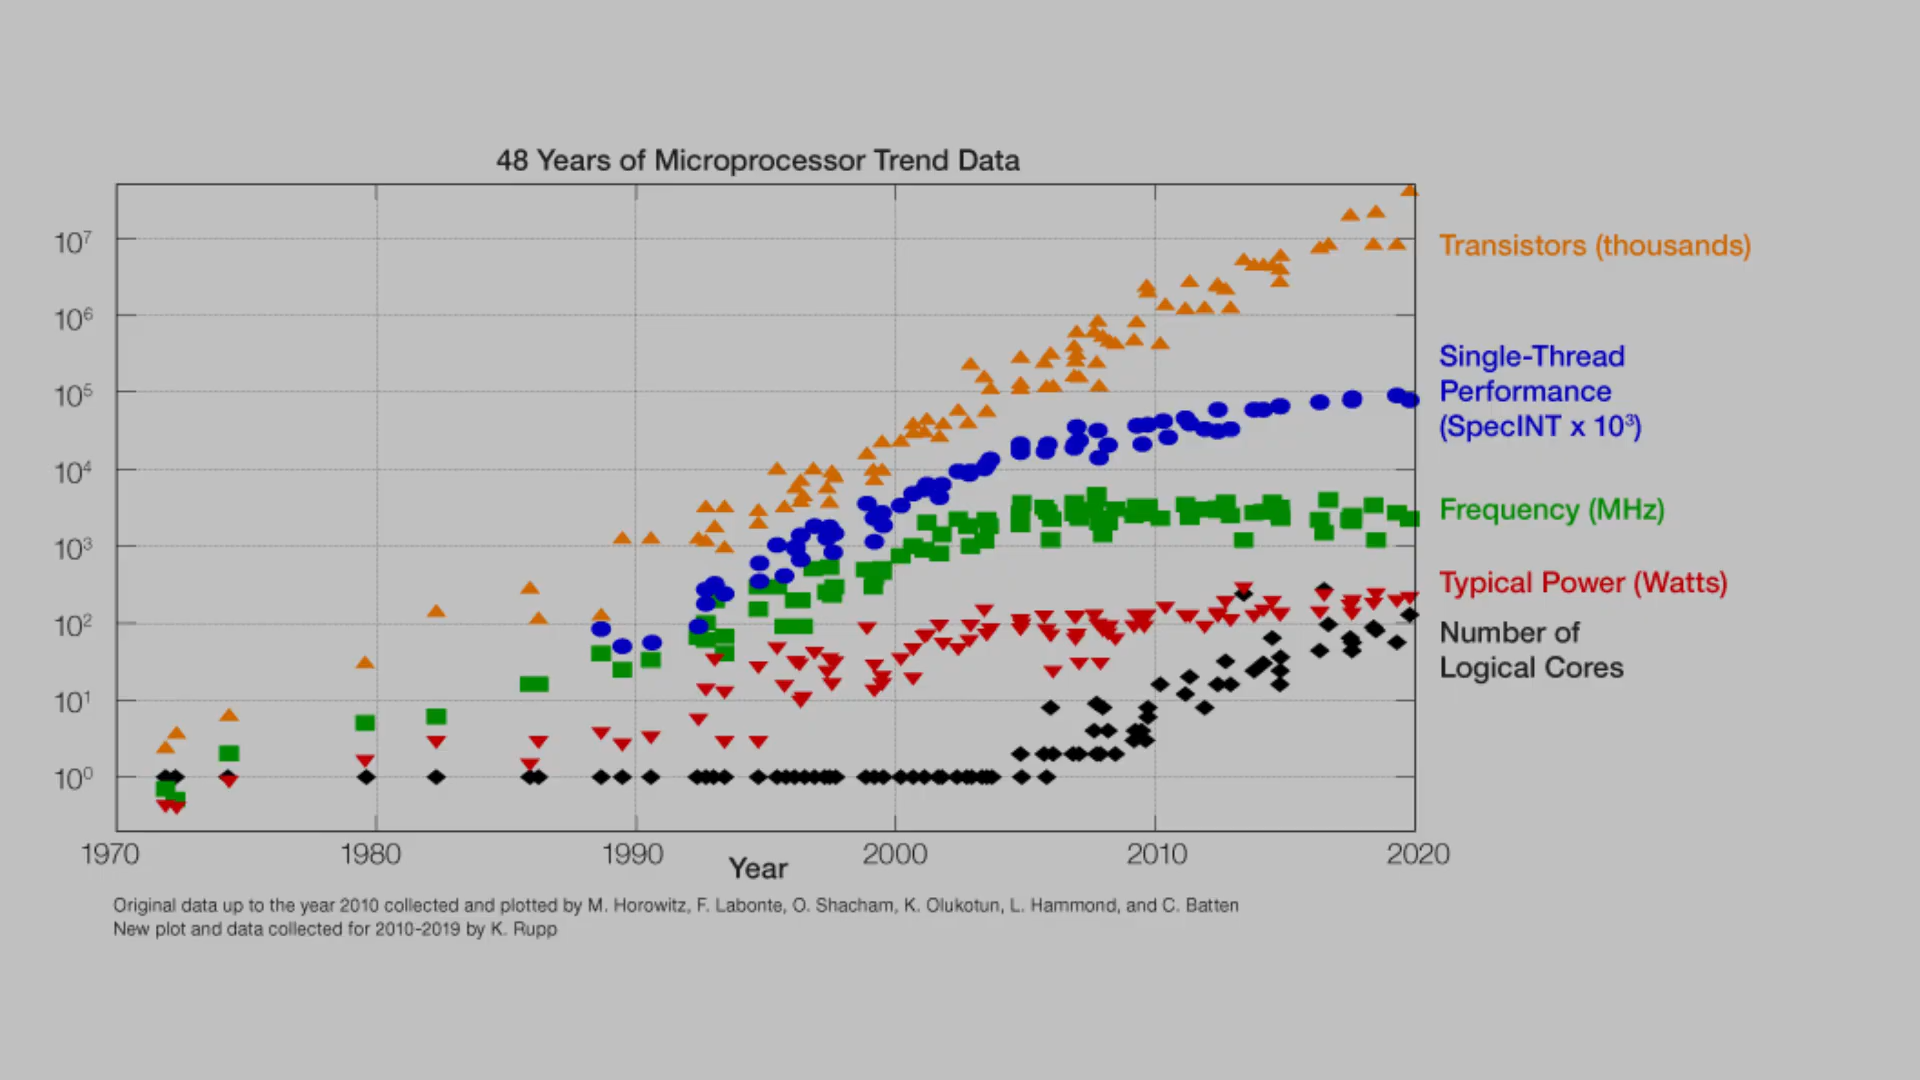 48 Years of Microprocessor Trend Data
10⁷
10⁶
10⁵
10⁴
10³
10²
10¹
10⁰
Transistors (thousands)
Single-Thread
Performance
(SpecINT x 10³)
Frequency (MHz)
Typical Power (Watts)
Number of
Logical Cores
1970 1980 1990 2000 2010 2020
Year
Original data up to the year 2010 collected and plotted by M. Horowitz, F. Labonte, O. Shacham, K. Olukotun, L. Hammond, and C. Batten
New plot and data collected for 2010-2019 by K. Rupp